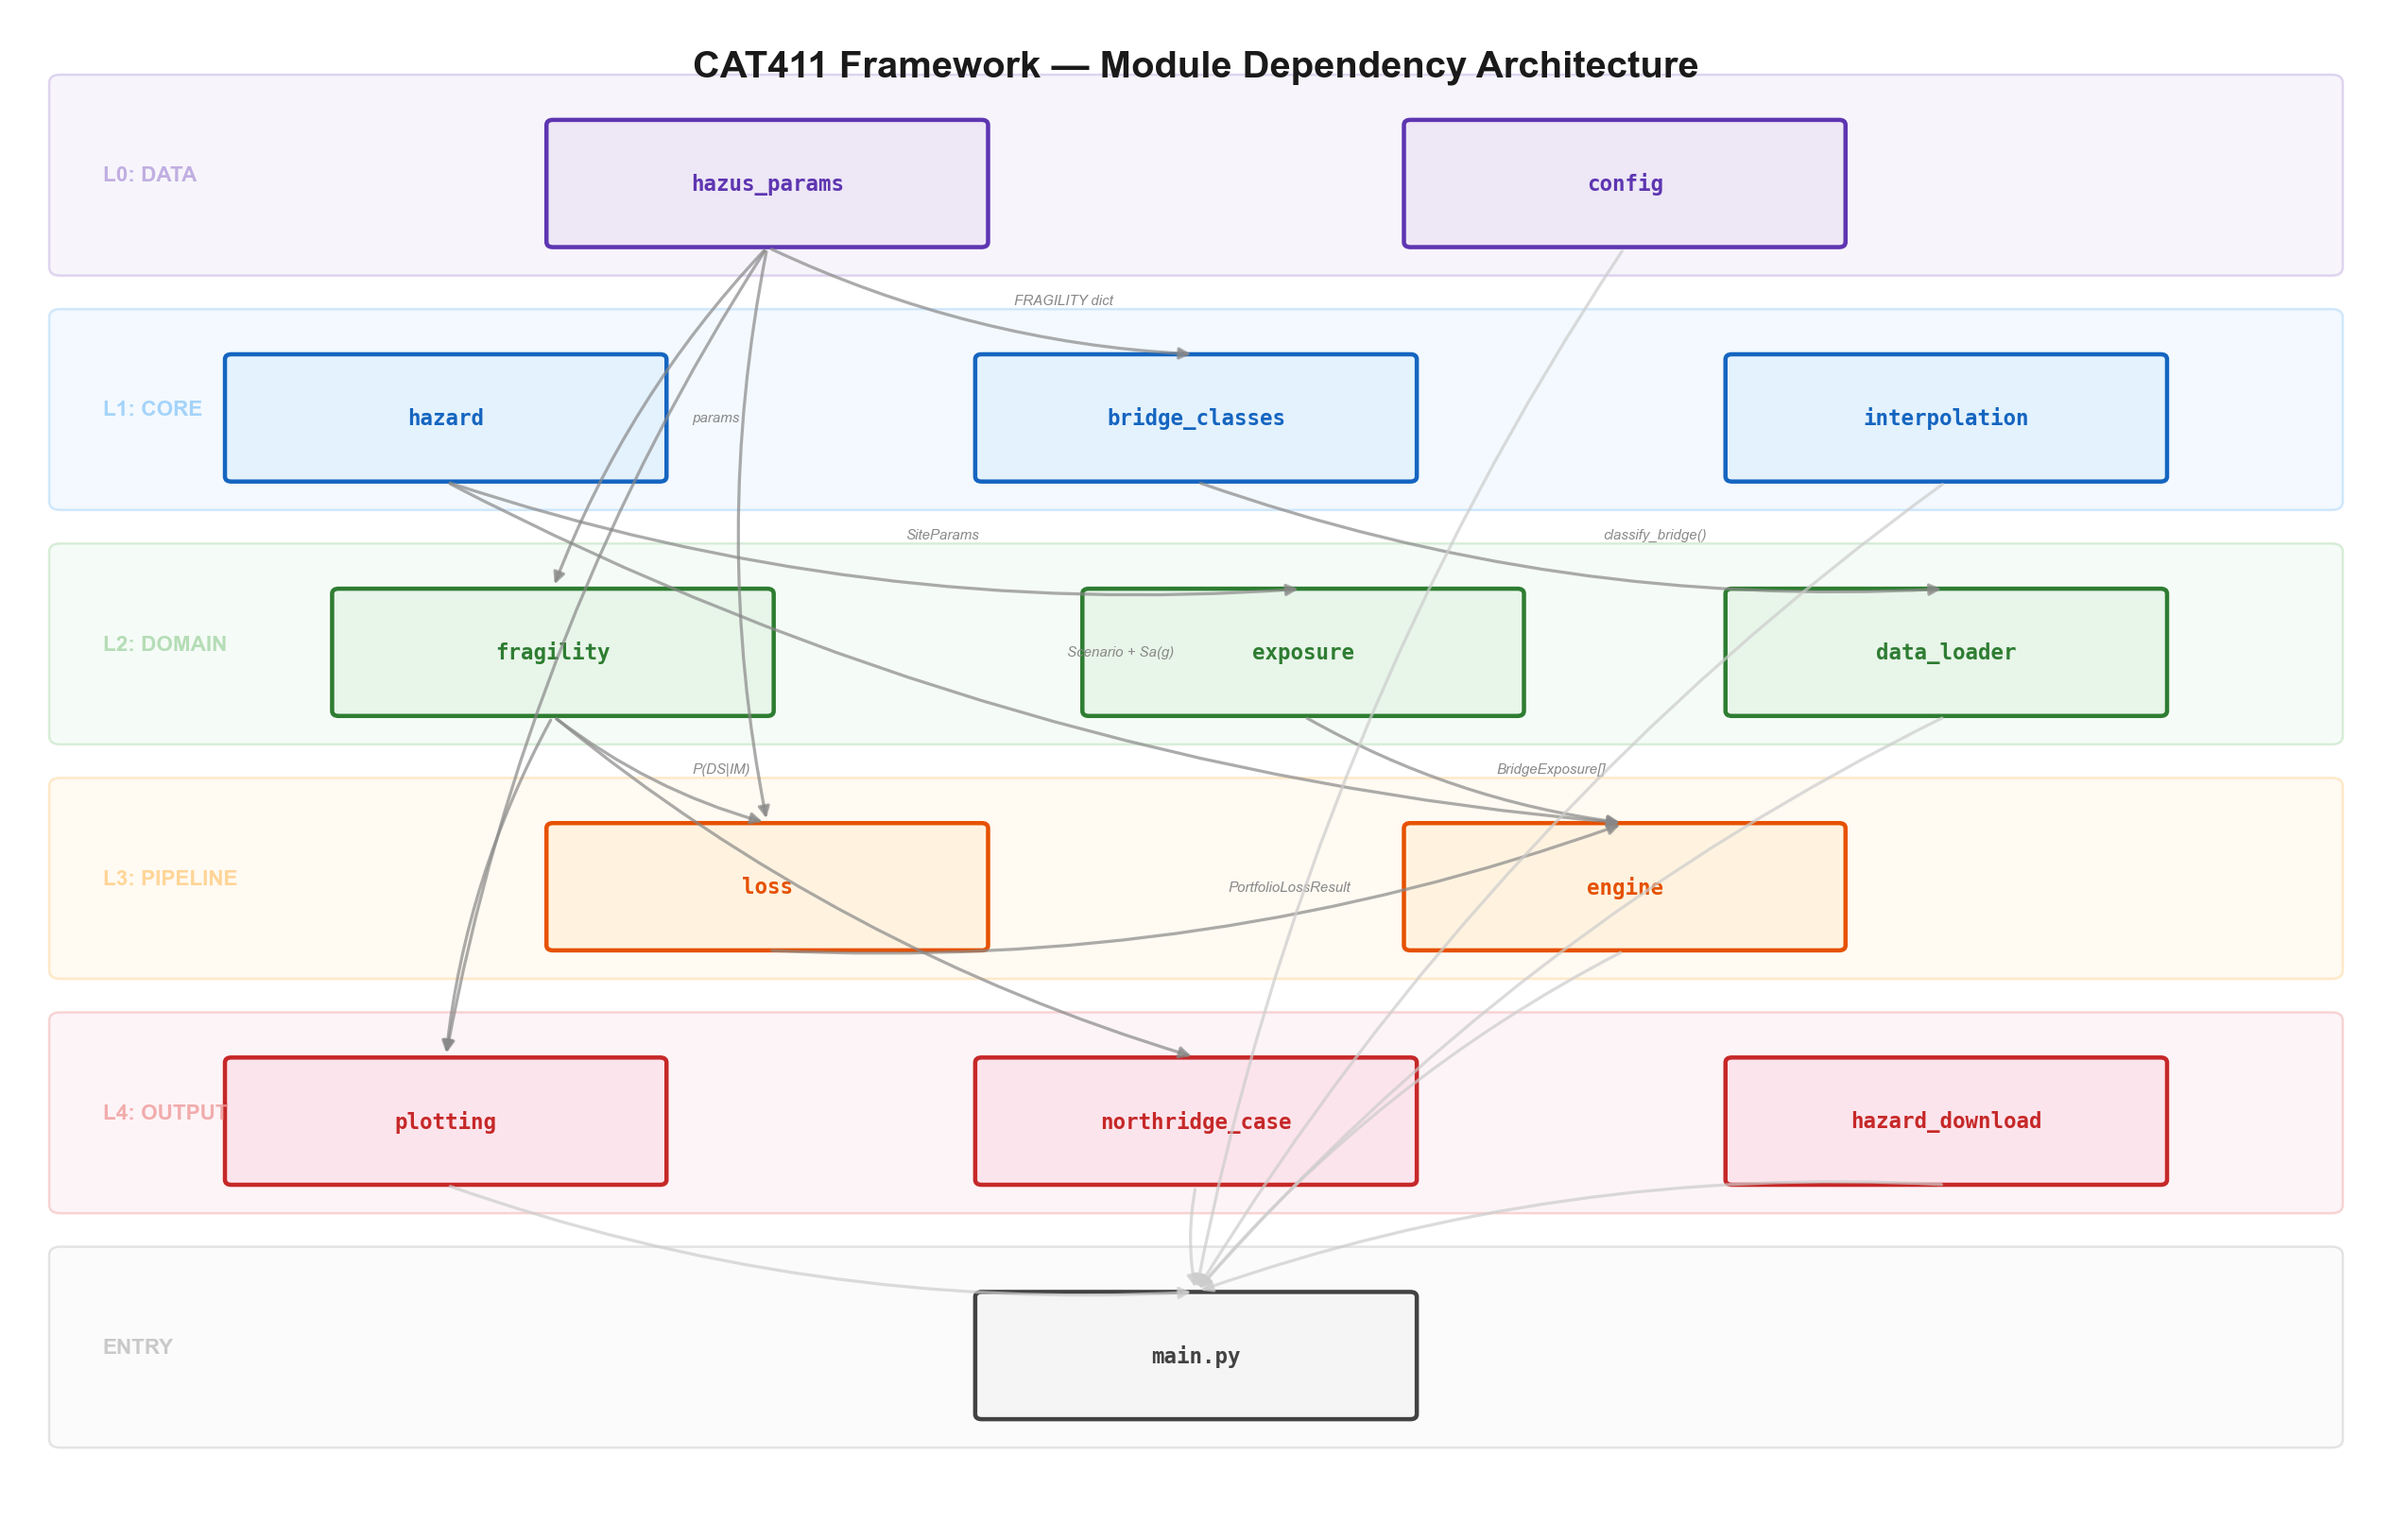 CAT411 Framework — Module Dependency Architecture
L0: DATA
hazus_params
config
FRAGILITY dict
L1: CORE
hazard
params
bridge_classes
interpolation
SiteParams
classify_bridge()
L2: DOMAIN
fragility
Scenario + Sa(g)
exposure
data_loader
P(DS|IM)
BridgeExposure[]
L3: PIPELINE
loss
PortfolioLossResult
engine
L4: OUTPUT
plotting
northridge_case
hazard_download
ENTRY
main.py